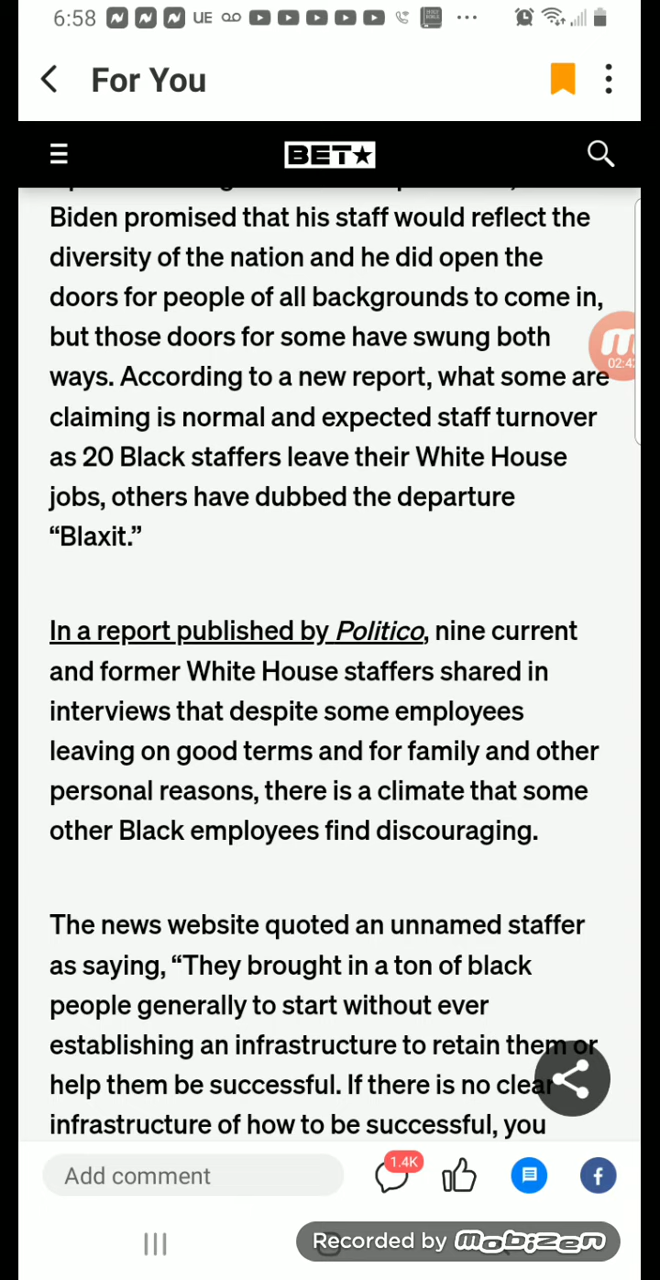 6:58 UE
For You
BET★
Biden promised that his staff would reflect the
diversity of the nation and he did open the
doors for people of all backgrounds to come in,
but those doors for some have swung both
02:4
ways. According to a new report, what some are
claiming is normal and expected staff turnover
as 20 Black staffers leave their White House
jobs, others have dubbed the departure
“Blaxit.”
In a report published by Politico, nine current
and former White House staffers shared in
interviews that despite some employees
leaving on good terms and for family and other
personal reasons, there is a climate that some
other Black employees find discouraging.
The news website quoted an unnamed staffer
as saying, “They brought in a ton of black
people generally to start without ever
establishing an infrastructure to retain them or
help them be successful. If there is no clear
infrastructure of how to be successful, you
Add comment 1.4K
Recorded by mobizen